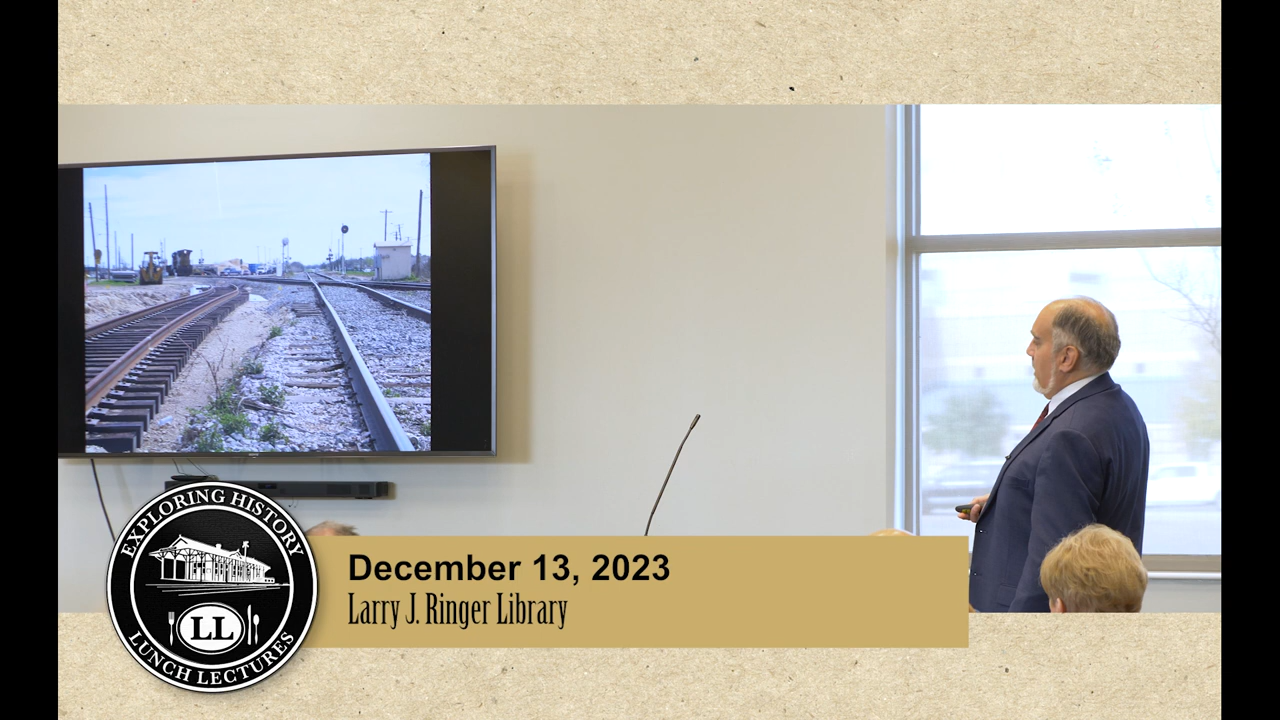 EXPLORING HISTORY
LL
LUNCH LECTURES
December 13, 2023
Larry J. Ringer Library